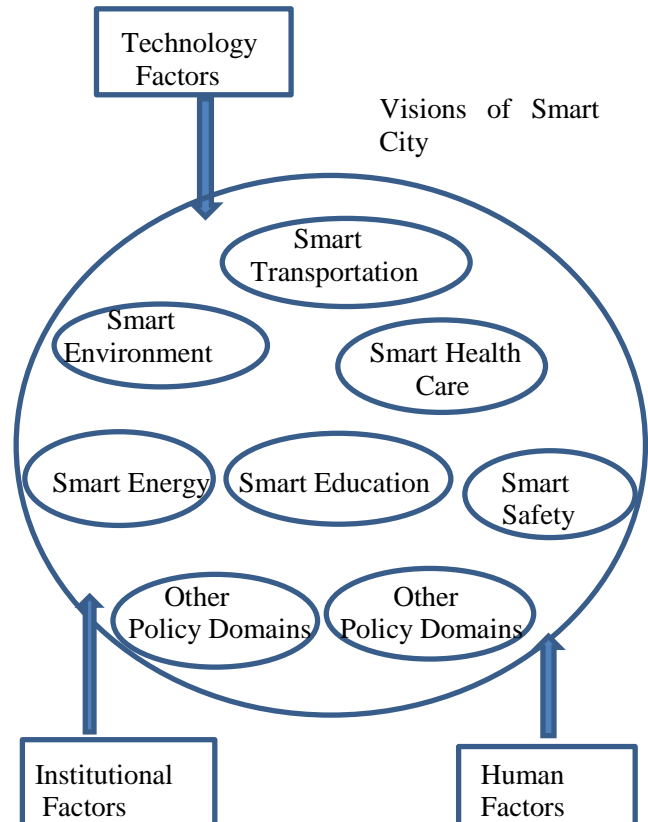 Technology
Factors
Visions of Smart
City
Smart
Transportation
Smart
Environment
Smart Health
Care
Smart Energy
Smart Education
Smart
Safety
Other
Policy Domains
Other
Policy Domains
Institutional
Factors
Human
Factors